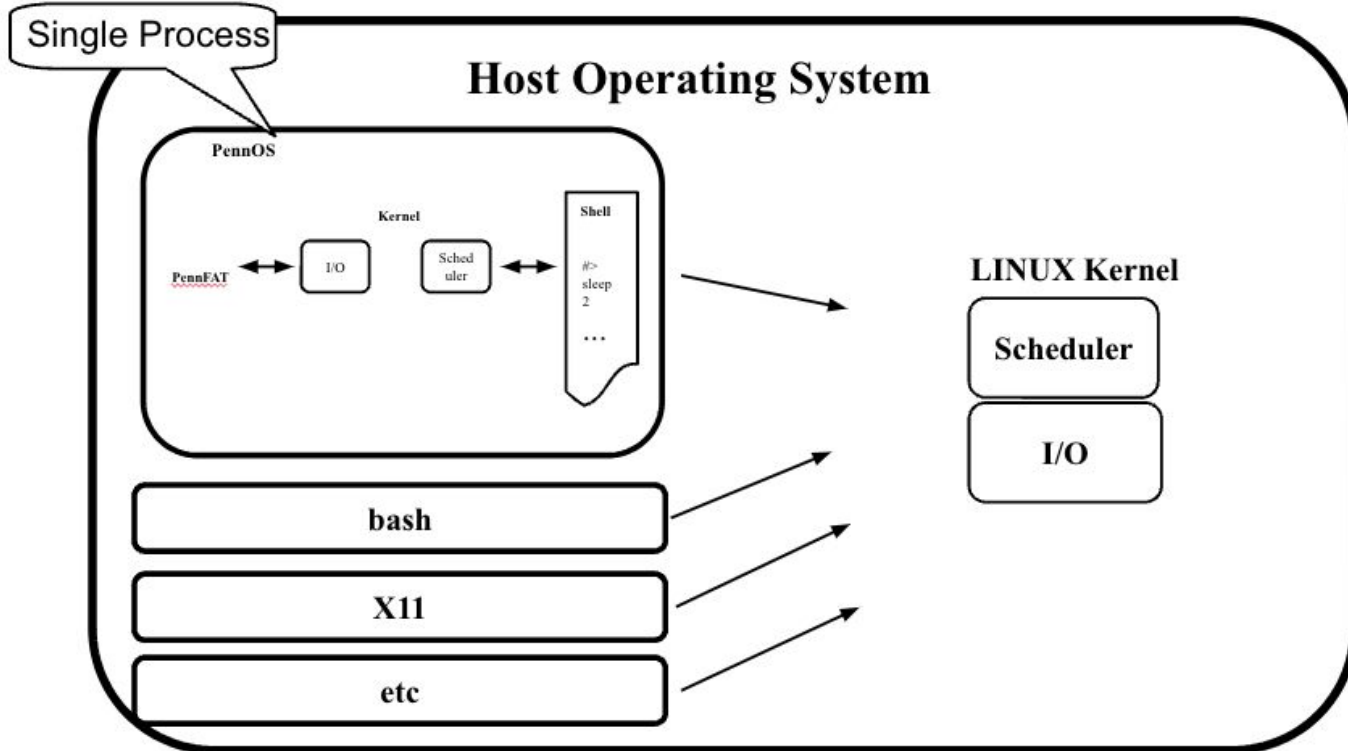 Single Process
Host Operating System
PennOS
Kernel
Shell
PennFAT
I/O
Sched
uler
#>
sleep
2
...
LINUX Kernel
Scheduler
I/O
bash
X11
etc